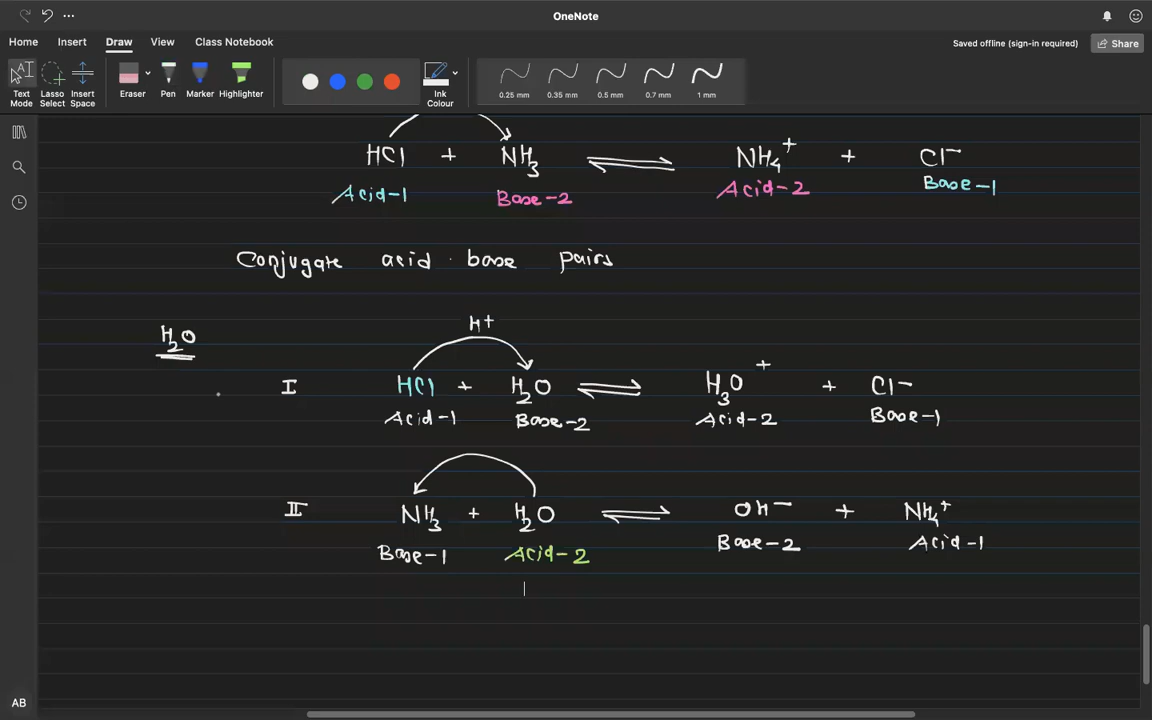 OneNote
Home Insert Draw View Class Notebook
Saved offline (sign-in required) Share
Text Mode Lasso Select Insert Space Eraser Pen Marker Highlighter Ink Colour 0.25 mm 0.35 mm 0.5 mm 0.7 mm 1 mm
HCl + NH3 ⇌ NH4+ + Cl-
Acid-1 Base-2 Acid-2 Base-1
Conjugate acid. base pairs
H2O
H+
I HCl + H2O ⇌ H3O+ + Cl-
Acid-1 Base-2 Acid-2 Base-1
II NH3 + H2O ⇌ OH- + NH4+
Base-1 Acid-2 Base-2 Acid-1
AB